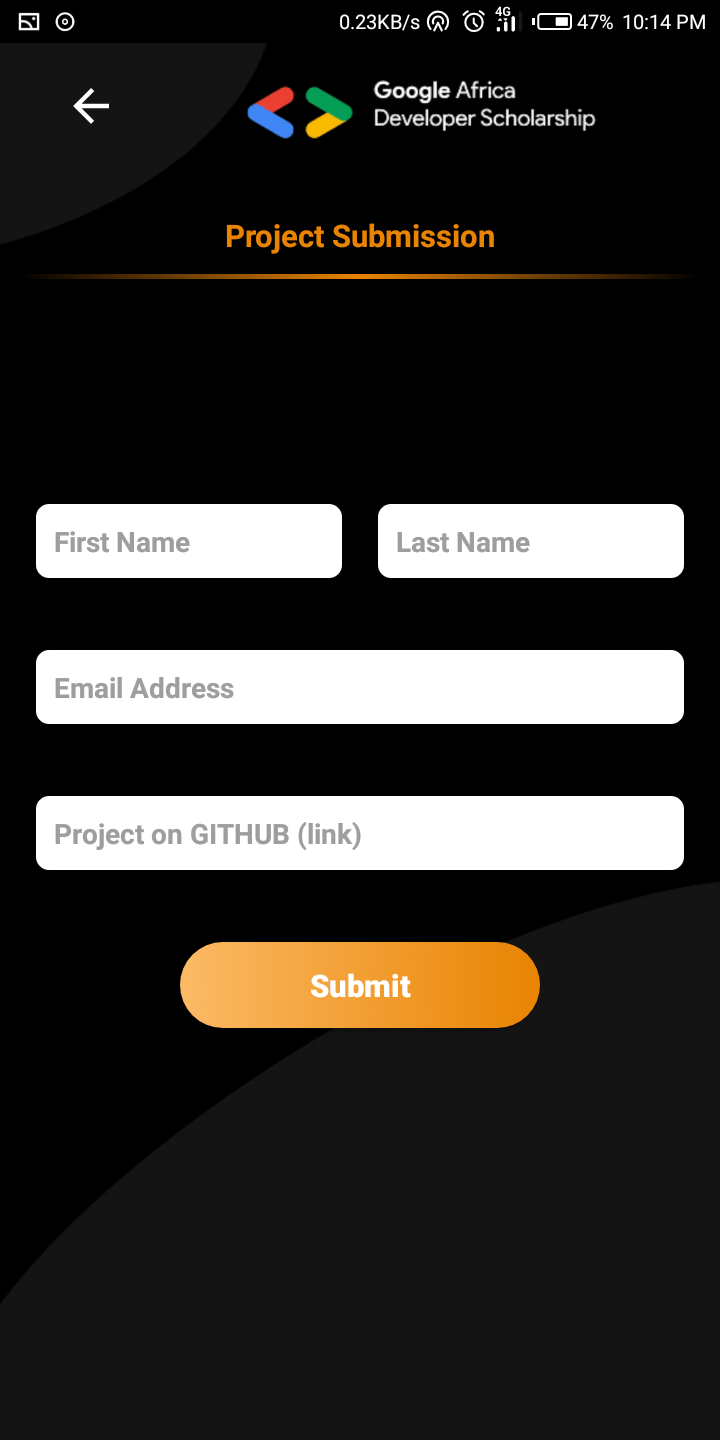 0.23KB/s 4G 47% 10:14 PM
Google Africa
Developer Scholarship
Project Submission
First Name Last Name
Email Address
Project on GITHUB (link)
Submit